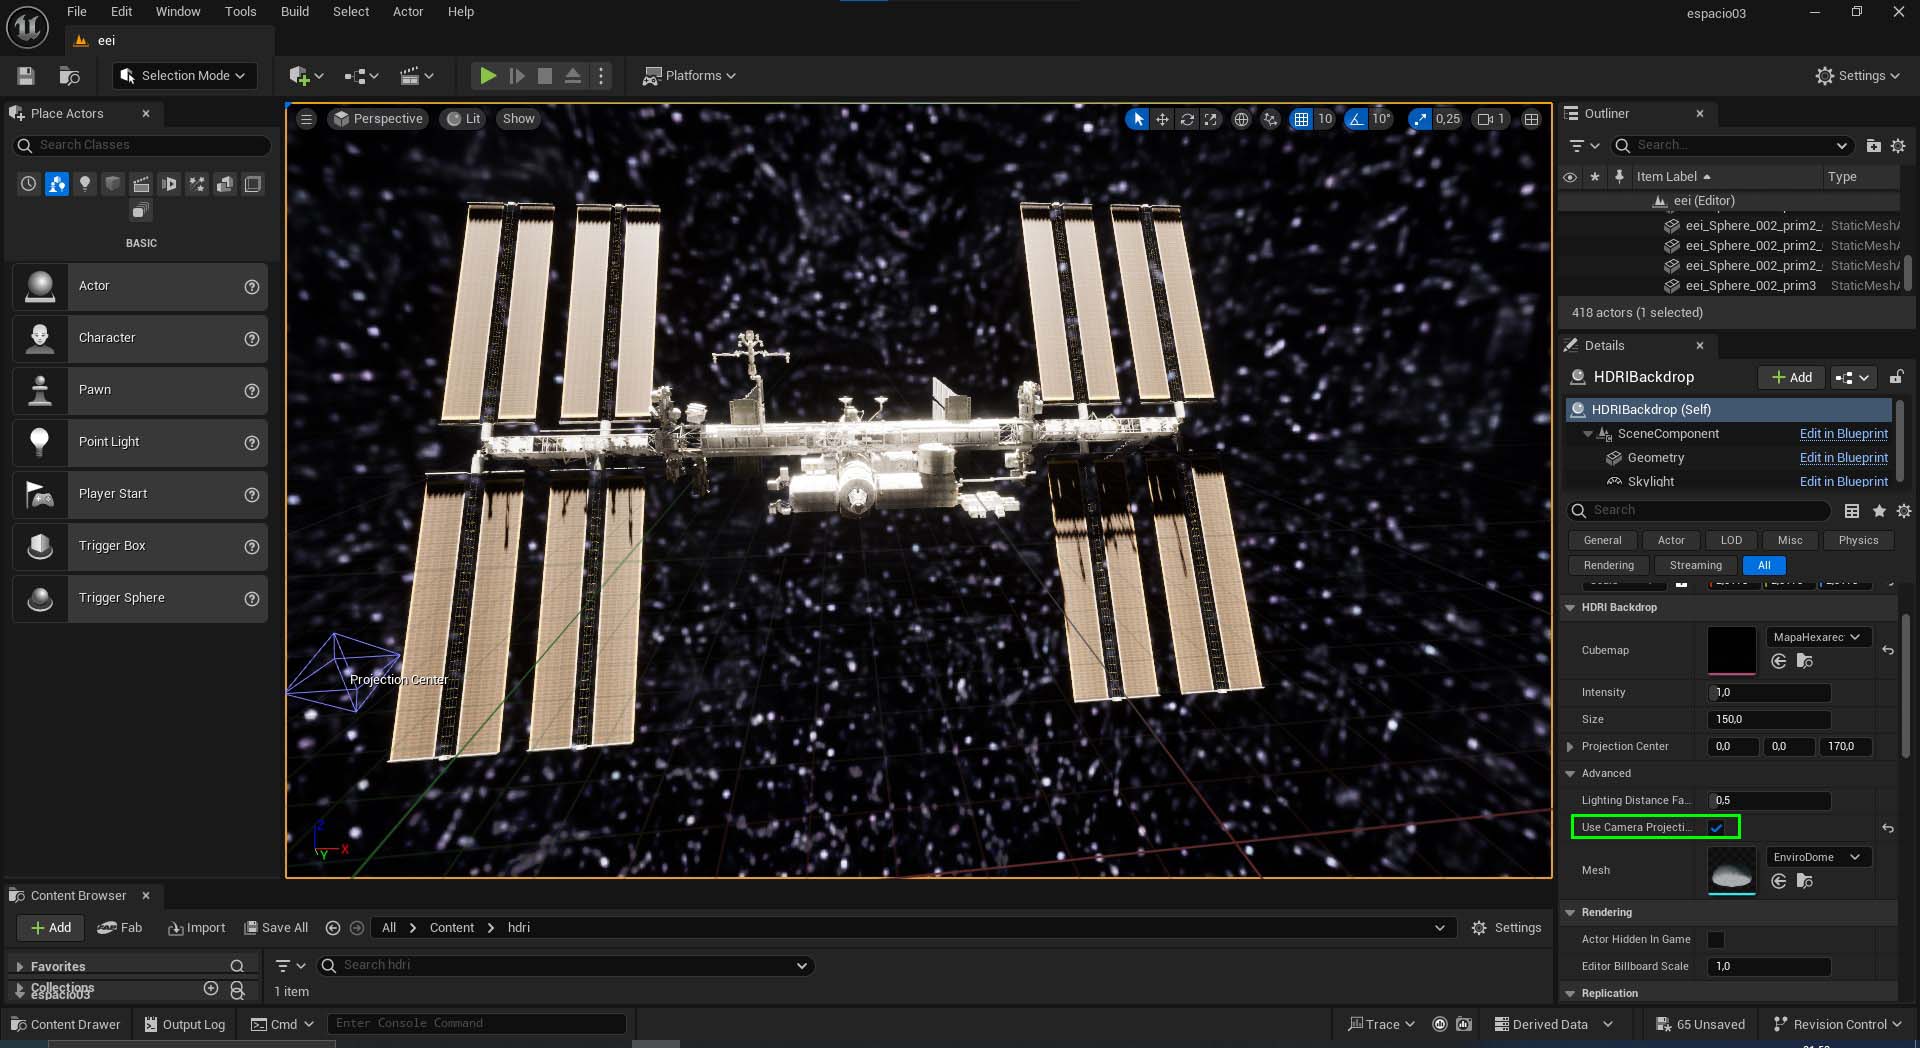 File Edit Window Tools Build Select Actor Help
espacio03
eei
Selection Mode
Platforms
Settings
Place Actors
Search Classes
BASIC
Actor
Character
Pawn
Point Light
Player Start
Trigger Box
Trigger Sphere
Perspective Lit Show
10 10° 0,25 1
Projection Center
Z
X
Y
Outliner
Search...
Item Label Type
eei (Editor)
eei_Sphere_002_prim2_ StaticMeshA
eei_Sphere_002_prim2_ StaticMeshA
eei_Sphere_002_prim2_ StaticMeshA
eei_Sphere_002_prim3 StaticMeshA
418 actors (1 selected)
Details
HDRIBackdrop
Add
HDRIBackdrop (Self)
SceneComponent Edit in Blueprint
Geometry Edit in Blueprint
Skylight Edit in Blueprint
Search
General Actor LOD Misc Physics
Rendering Streaming All
HDRI Backdrop
Cubemap MapaHexarec
Intensity 1,0
Size 150,0
Projection Center 0,0 0,0 170,0
Advanced
Lighting Distance Fa... 0,5
Use Camera Projecti...
Mesh EnviroDome
Rendering
Actor Hidden In Game
Editor Billboard Scale 1,0
Replication
Content Browser
Add Fab Import Save All All Content hdri Settings
Favorites
Search hdri
Collections
espacio03
1 item
Content Drawer Output Log Cmd Enter Console Command Trace Derived Data 65 Unsaved Revision Control